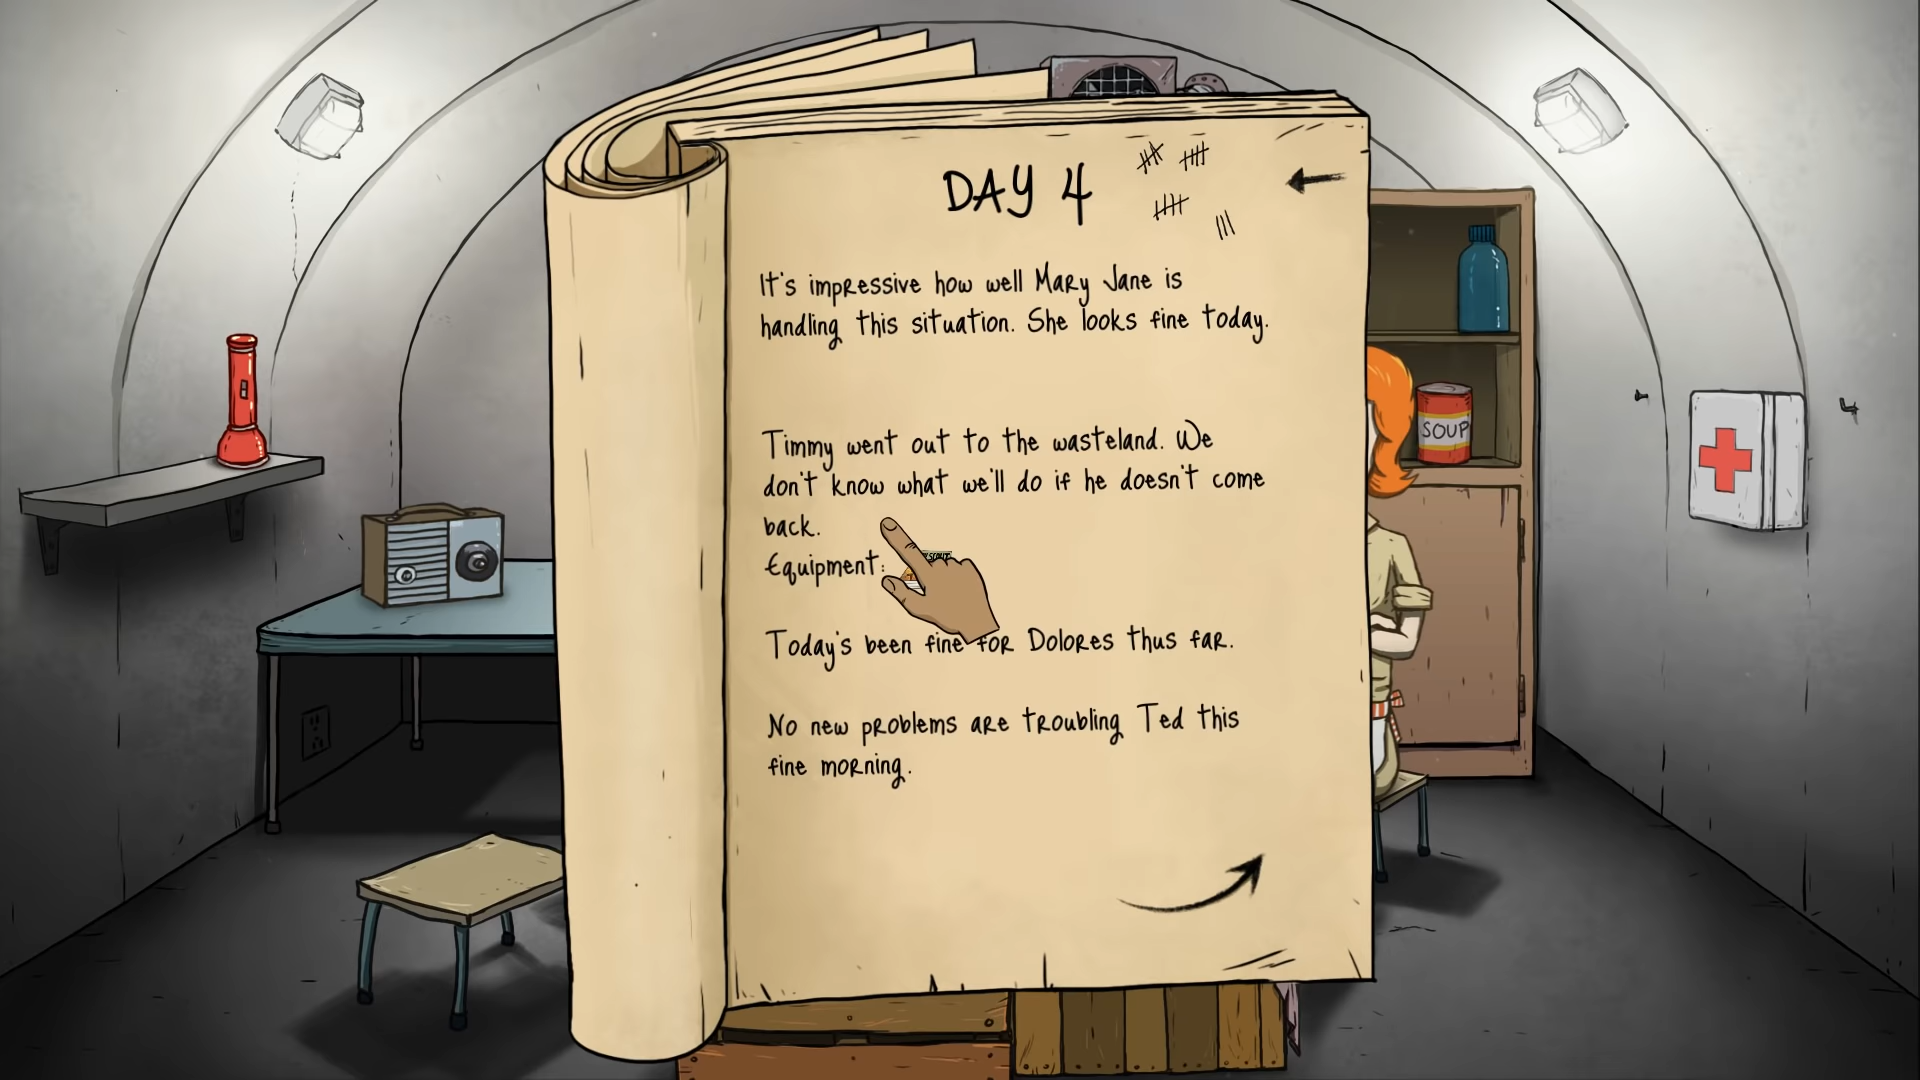 DAY 4
It's impressive how well Mary Jane is
handling this situation. She looks fine today.
Timmy went out to the wasteland. We
don't know what we'll do if he doesn't come
back.
Equipment:
Today's been fine for Dolores thus far.
No new problems are troubling Ted this
fine morning.
SOUP